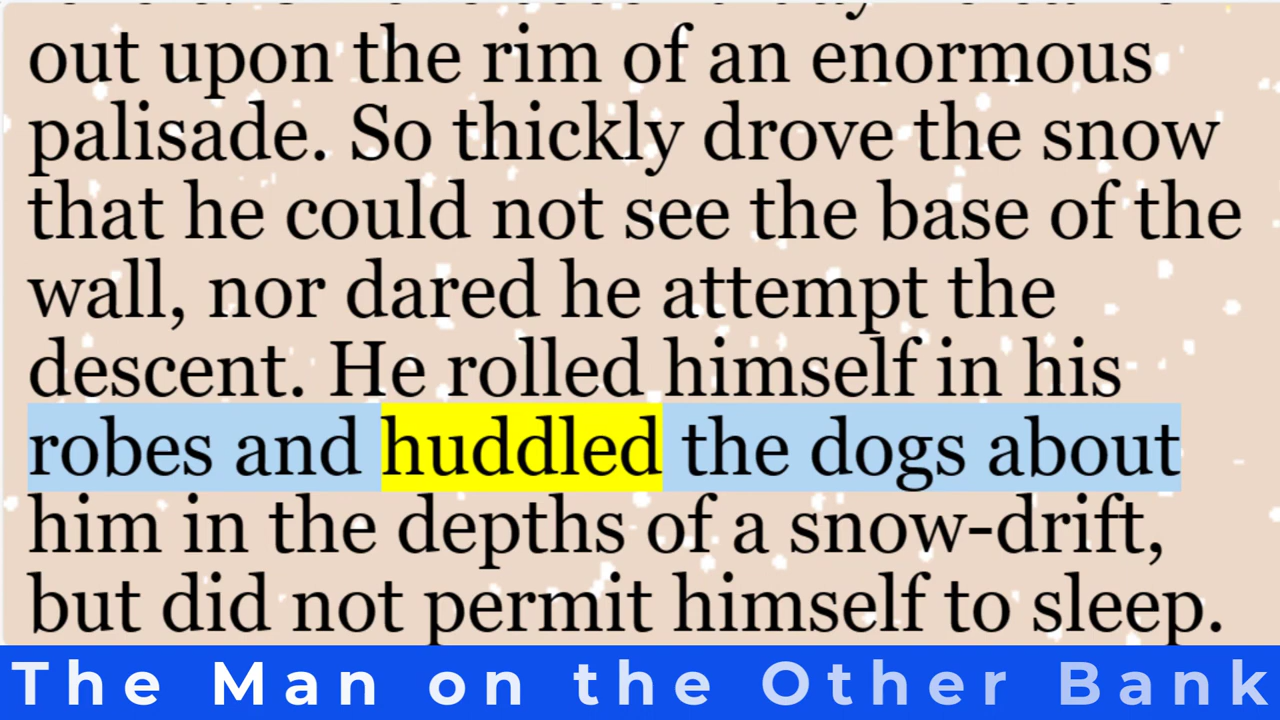 out upon the rim of an enormous
palisade. So thickly drove the snow
that he could not see the base of the
wall, nor dared he attempt the
descent. He rolled himself in his
robes and huddled the dogs about
him in the depths of a snow-drift,
but did not permit himself to sleep.
The Man on the Other Bank